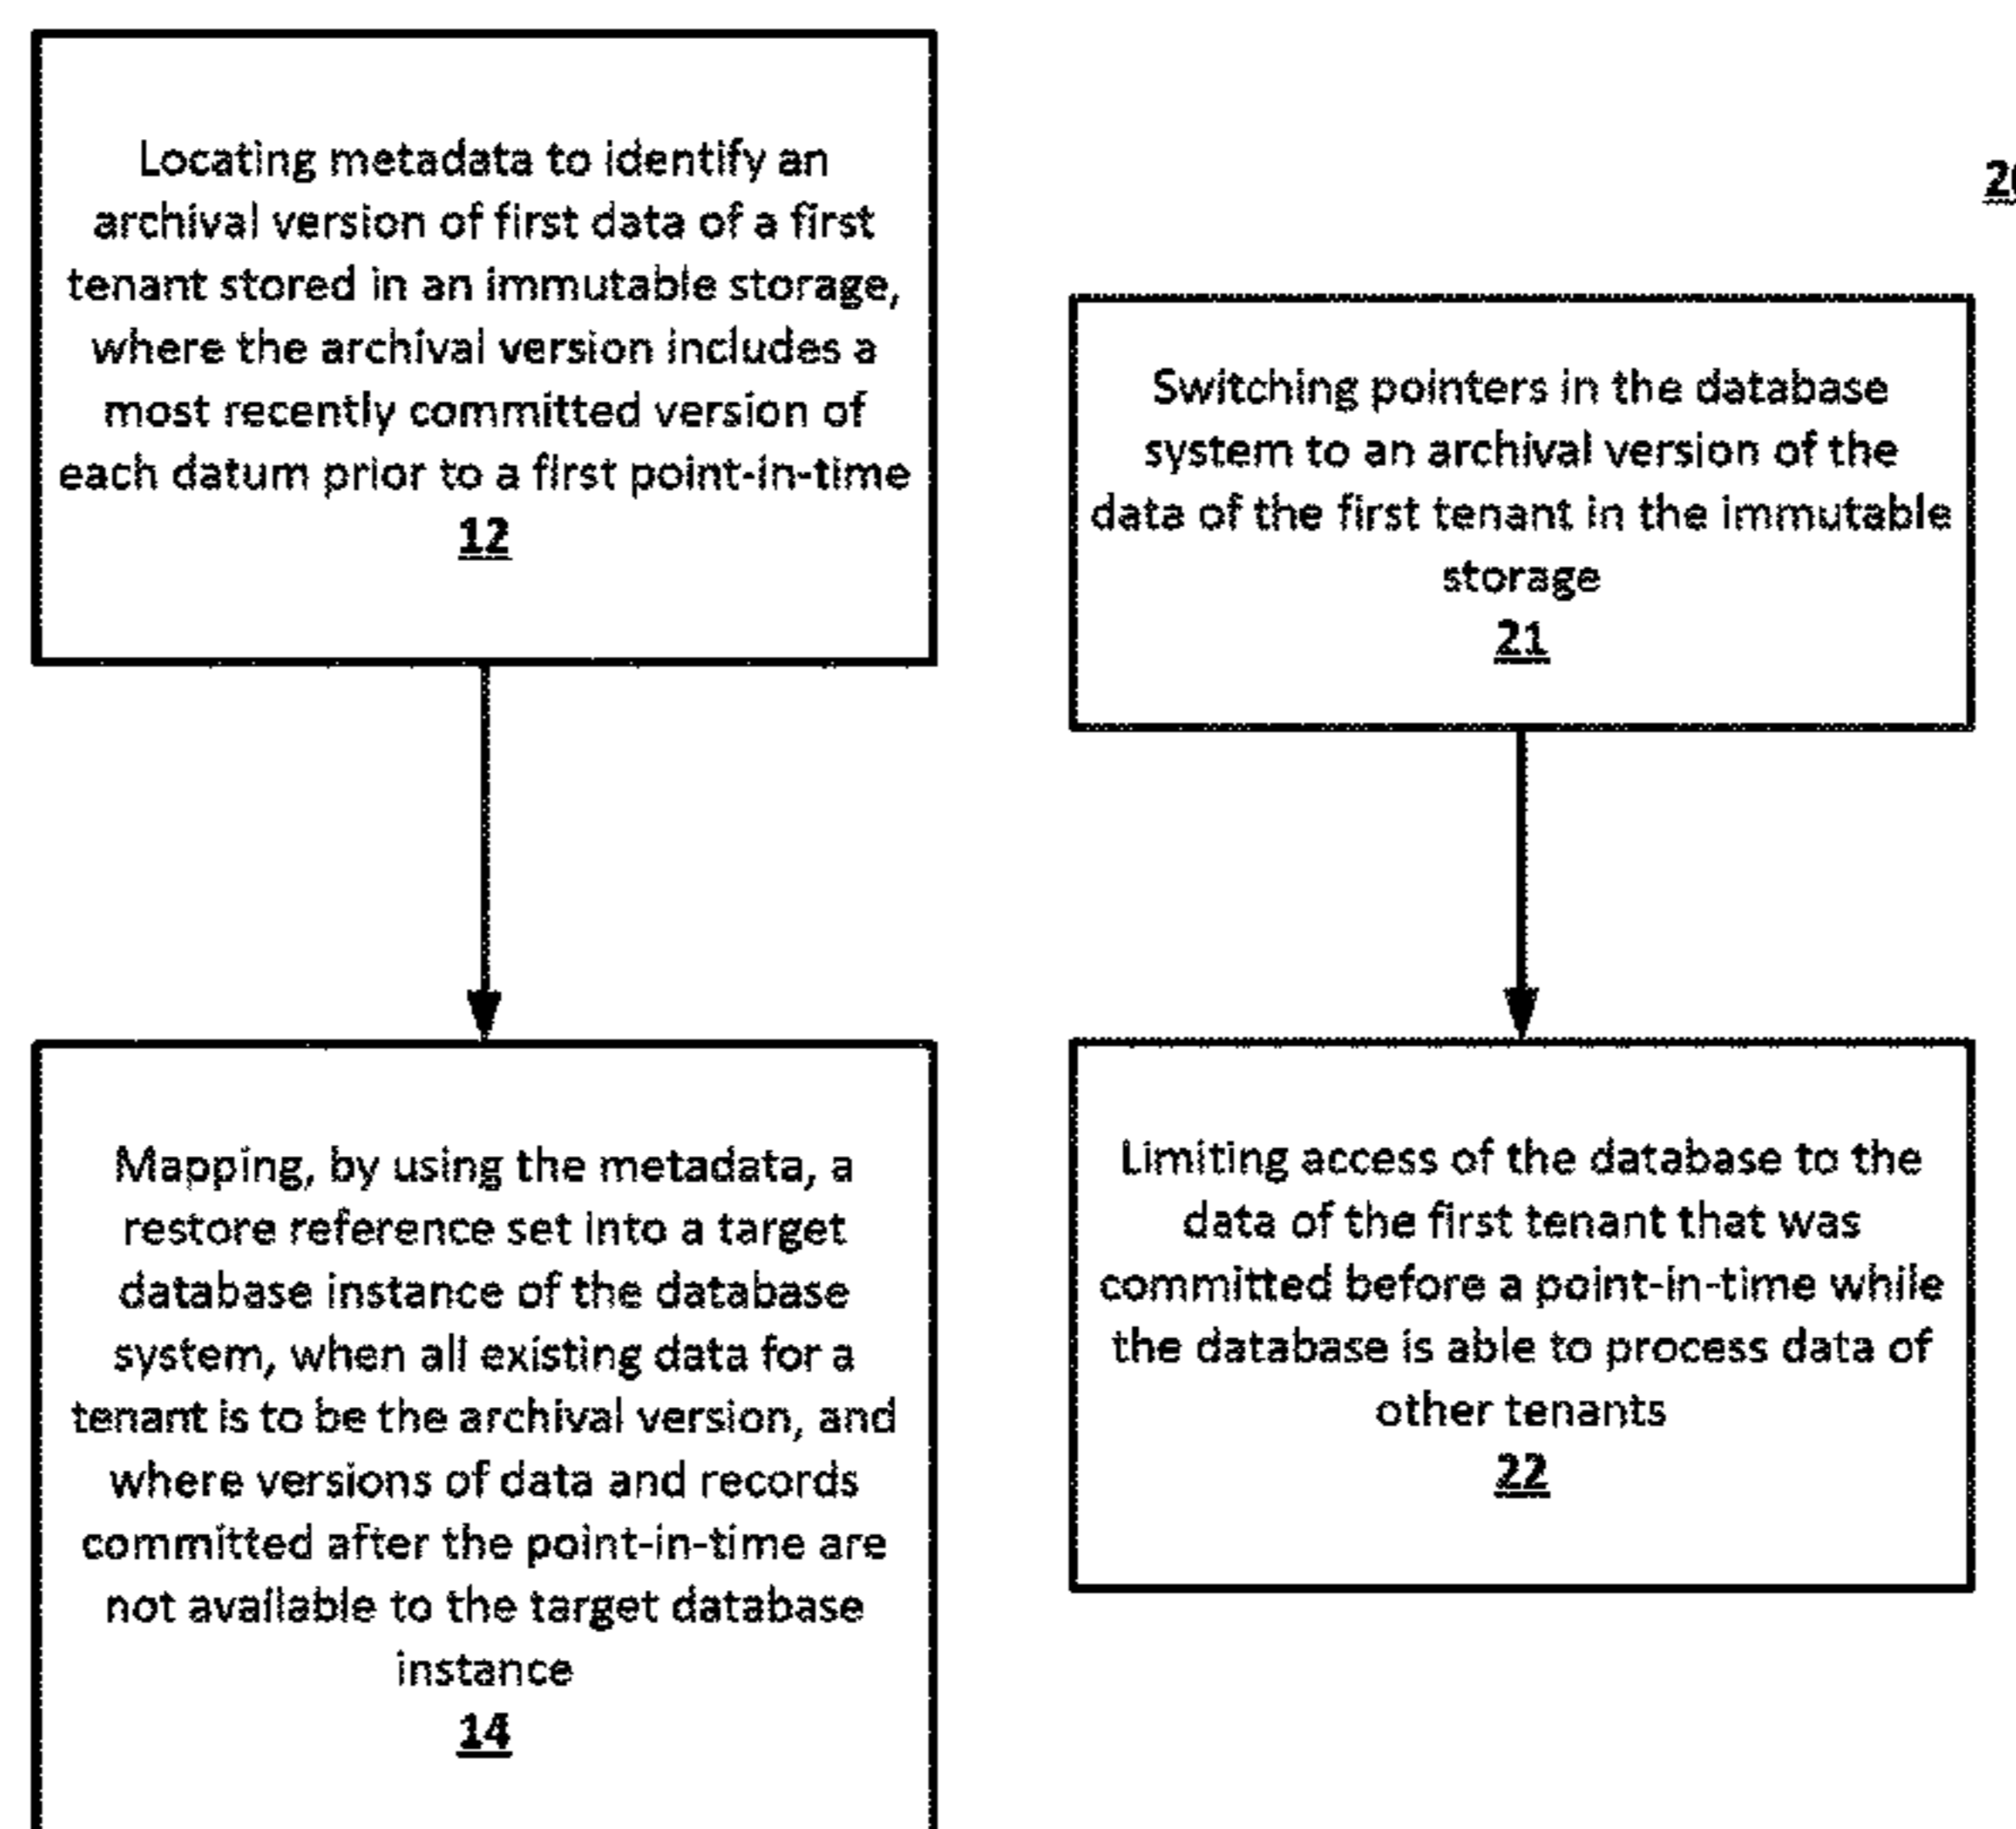 Locating metadata to identify an
archival version of first data of a first
tenant stored in an immutable storage,
where the archival version includes a
most recently committed version of
each datum prior to a first point-in-time
12
Mapping, by using the metadata, a
restore reference set into a target
database instance of the database
system, when all existing data for a
tenant is to be the archival version, and
where versions of data and records
committed after the point-in-time are
not available to the target database
instance
14
Switching pointers in the database
system to an archival version of the
data of the first tenant in the immutable
storage
21
Limiting access of the database to the
data of the first tenant that was
committed before a point-in-time while
the database is able to process data of
other tenants
22